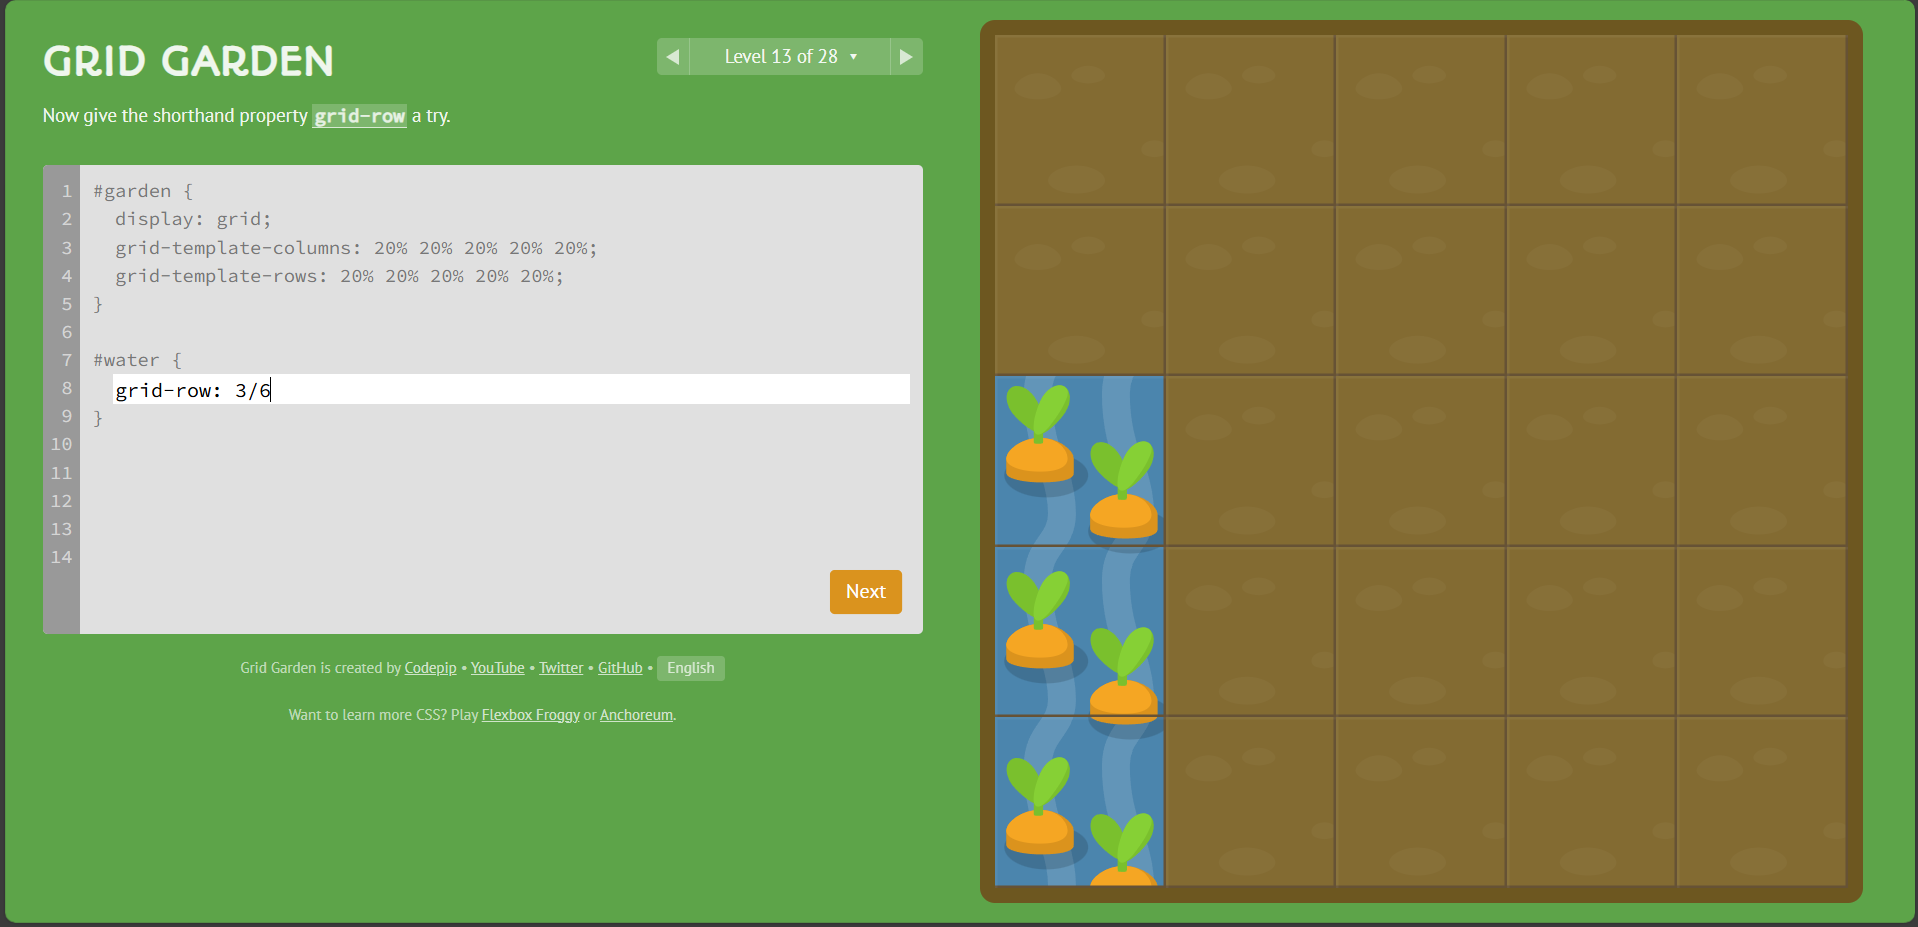 GRID GARDEN
◀ Level 13 of 28 ▾ ▶
Now give the shorthand property grid-row a try.
1 #garden {
2 display: grid;
3 grid-template-columns: 20% 20% 20% 20% 20%;
4 grid-template-rows: 20% 20% 20% 20% 20%;
5 }
6
7 #water {
8 grid-row: 3/6
9 }
10
11
12
13
14
Next
Grid Garden is created by Codepip • YouTube • Twitter • GitHub • English
Want to learn more CSS? Play Flexbox Froggy or Anchoreum.